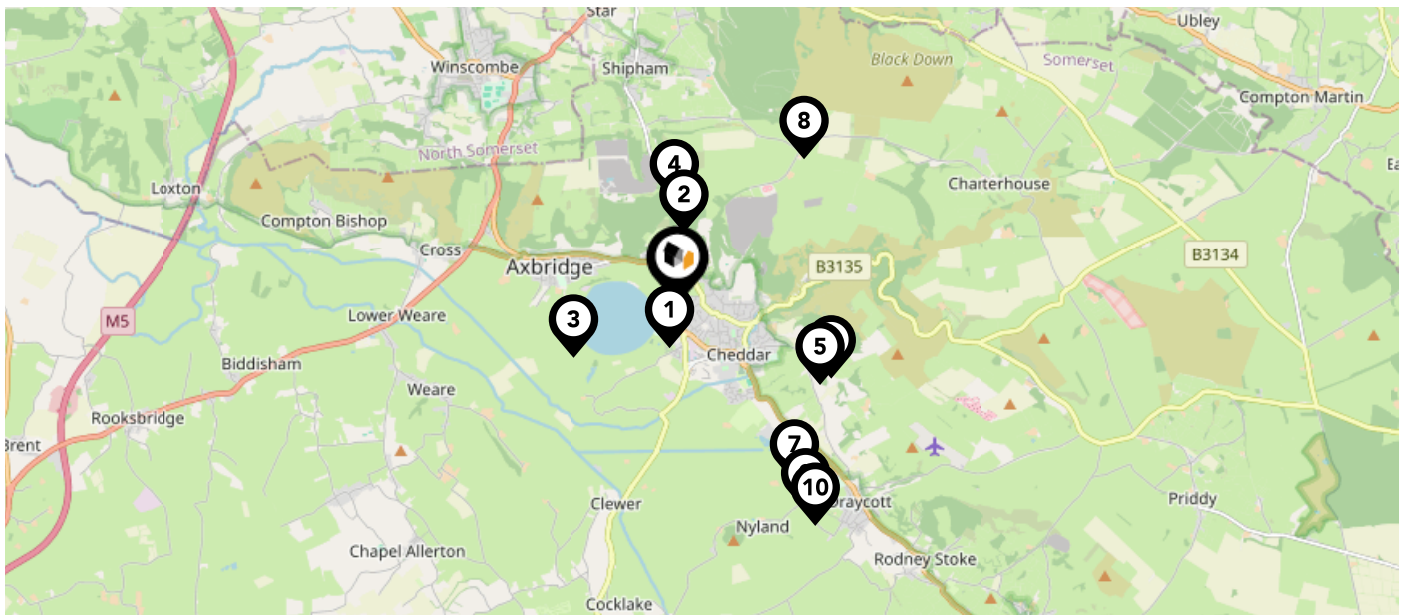 Star
Ubley
Winscombe
Shipham
Black Down
Somerset
Compton Martin
8
North Somerset
4
Loxton
2
Charterhouse
Compton Bishop
Cross
Axbridge
B3135
B3134
M5
Lower Weare
3
1
5
Cheddar
Biddisham
Weare
Rooksbridge
Brent
7
10
Draycott
Clewer
Priddy
Nyland
Chapel Allerton
Rodney Stoke
Cocklake